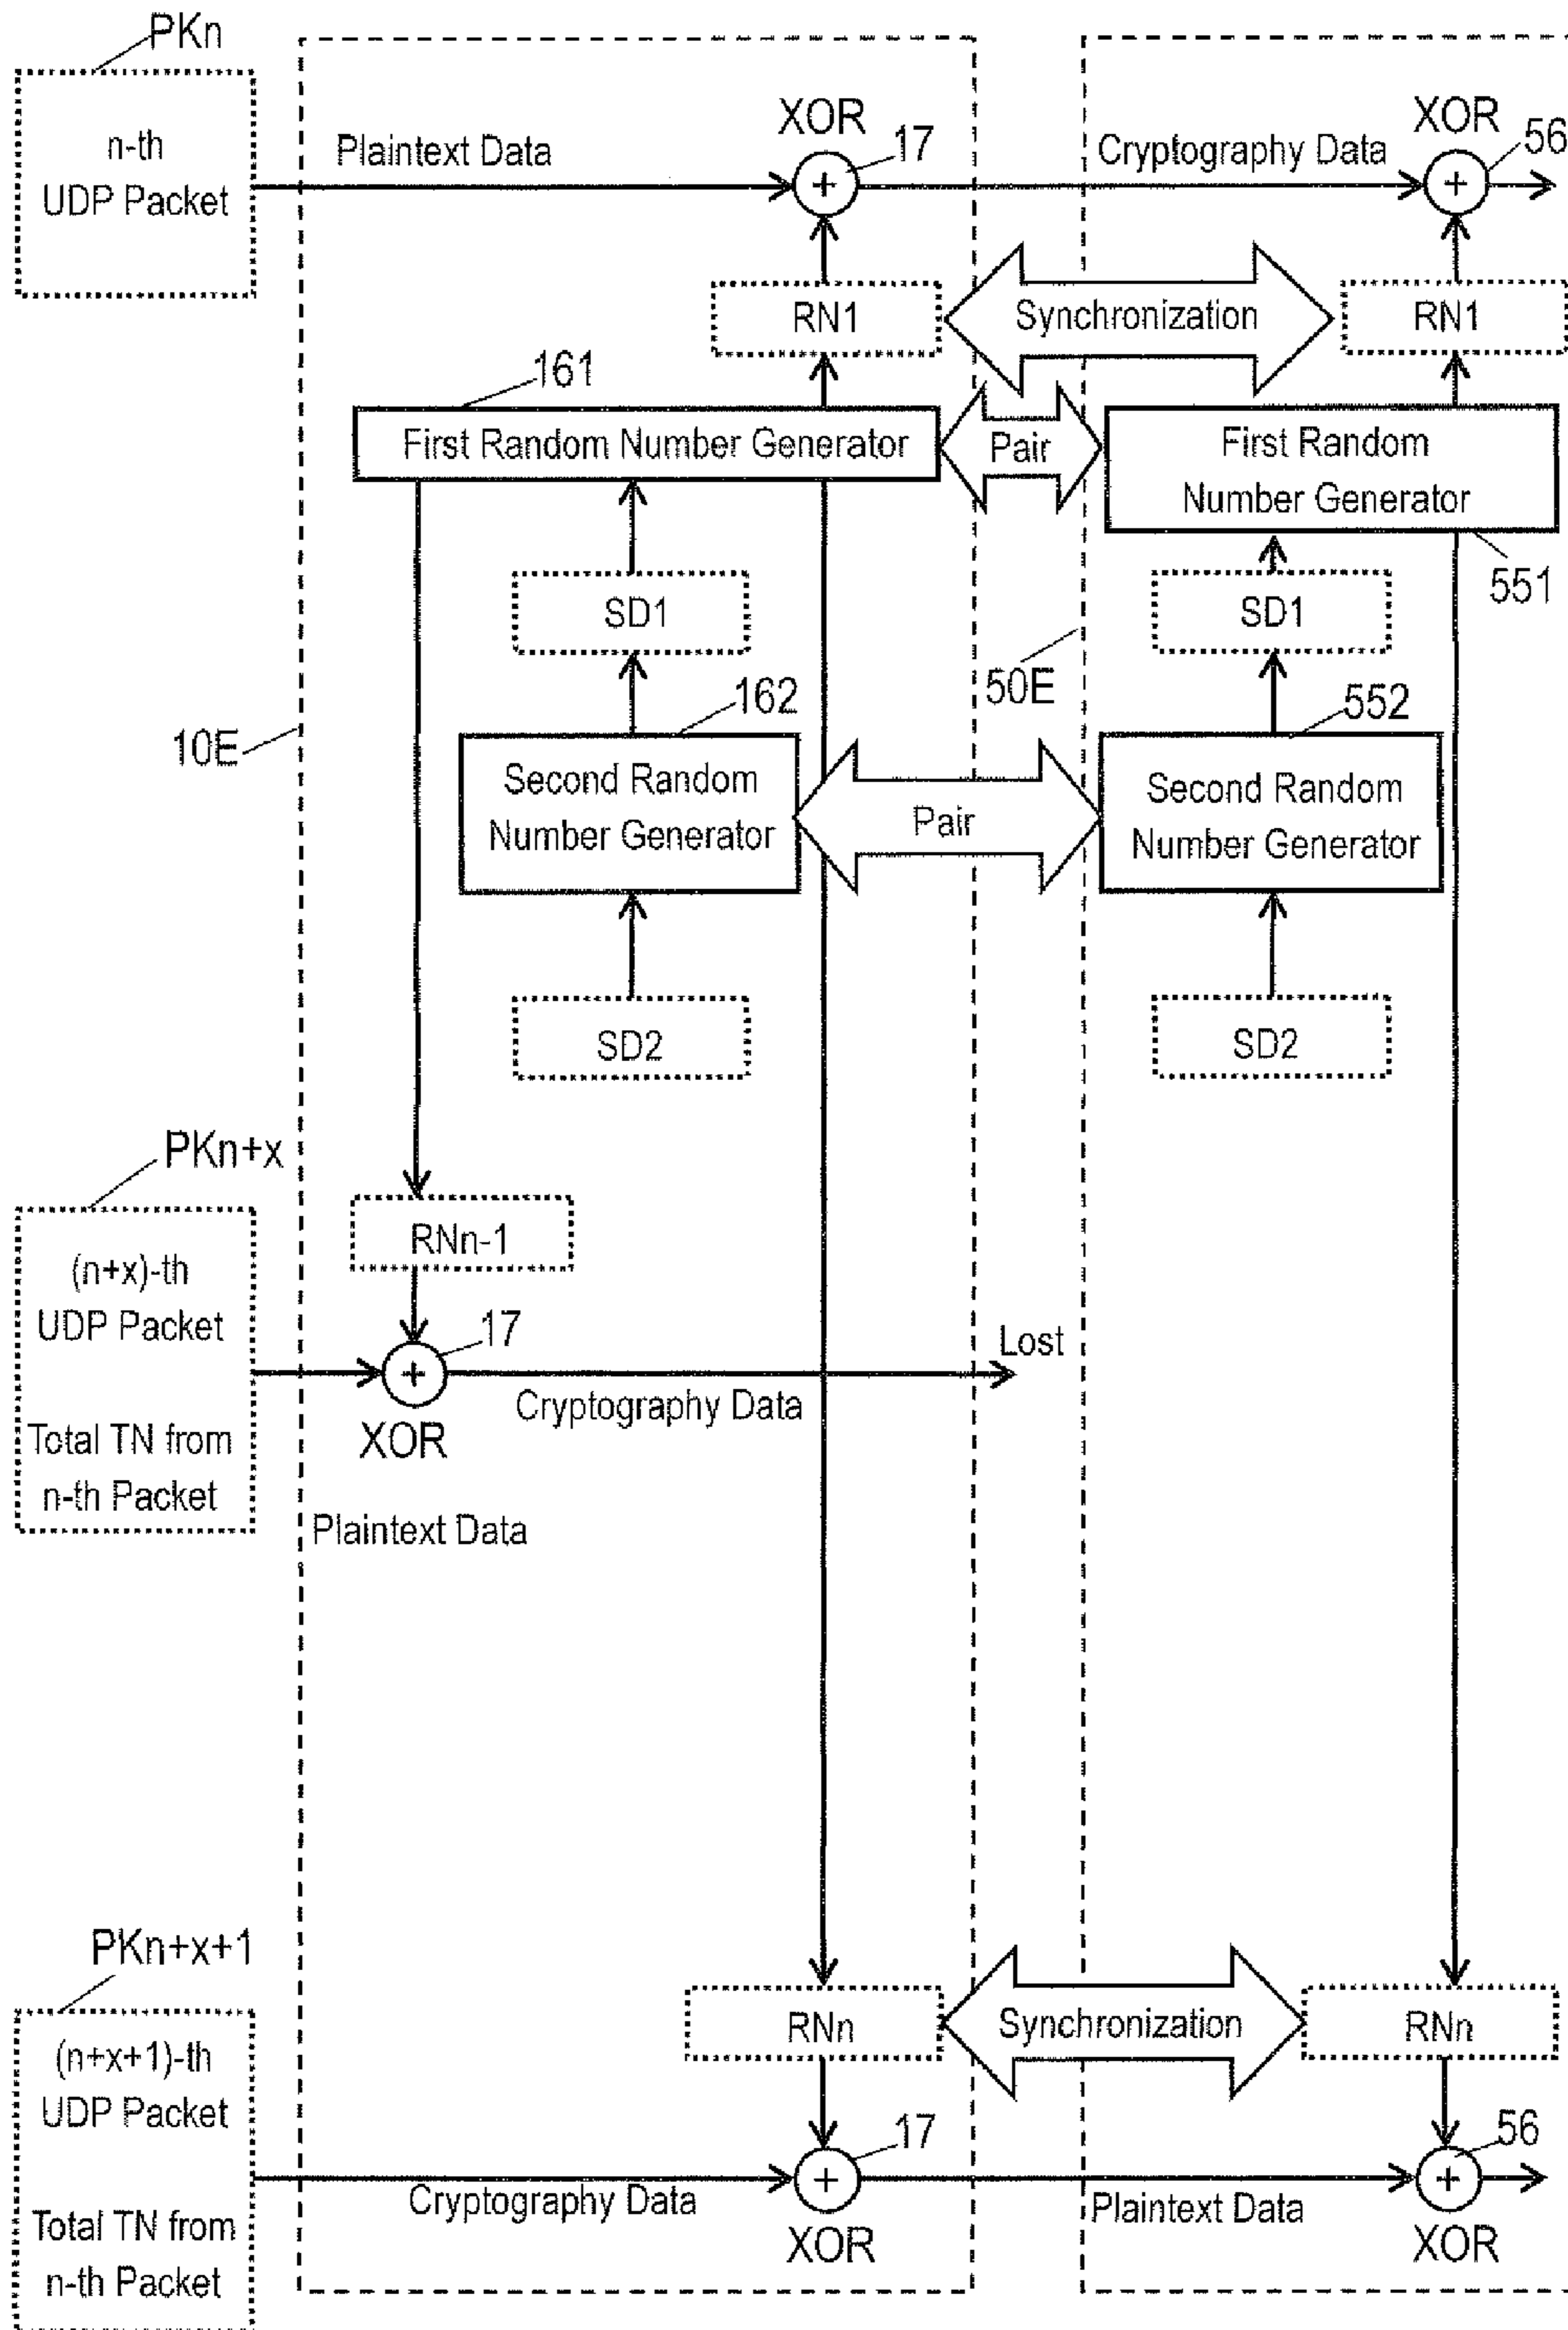 PKn
n-th
UDP Packet
Plaintext Data
XOR
17
Cryptography Data
XOR
56
RN1
Synchronization
RN1
161
First Random Number Generator
Pair
First Random
Number Generator
551
SD1
SD1
50E
162
552
10E
Second Random
Number Generator
Pair
Second Random
Number Generator
SD2
SD2
PKn+x
(n+x)-th
UDP Packet
Total TN from
n-th Packet
RNn-1
17
XOR
Cryptography Data
Lost
Plaintext Data
PKn+x+1
(n+x+1)-th
UDP Packet
Total TN from
n-th Packet
RNn
Synchronization
RNn
17
56
Cryptography Data
XOR
Plaintext Data
XOR